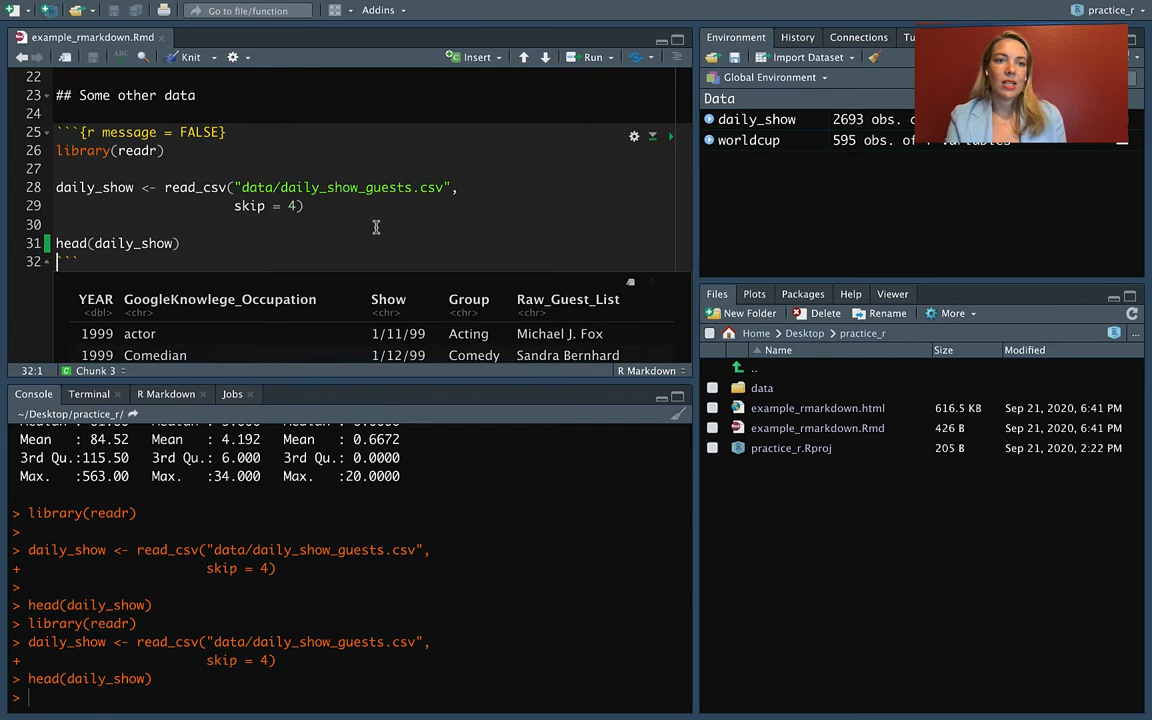 Go to file/function
Addins
practice_r
example_rmarkdown.Rmd
ABC
Knit
Insert
Run
22
23 ## Some other data
24
25 ```{r message = FALSE}
26 library(readr)
27
28 daily_show <- read_csv("data/daily_show_guests.csv",
29 skip = 4)
30
31 head(daily_show)
32 ```
YEAR GoogleKnowlege_Occupation Show Group Raw_Guest_List
<dbl> <chr> <chr> <chr> <chr>
1999 actor 1/11/99 Acting Michael J. Fox
1999 Comedian 1/12/99 Comedy Sandra Bernhard
32:1 Chunk 3 R Markdown
Console Terminal R Markdown Jobs
~/Desktop/practice_r/
Mean : 84.52 Mean : 4.192 Mean : 0.6672
3rd Qu.:115.50 3rd Qu.: 6.000 3rd Qu.: 0.0000
Max. :563.00 Max. :34.000 Max. :20.0000
> library(readr)
>
> daily_show <- read_csv("data/daily_show_guests.csv",
+ skip = 4)
>
> head(daily_show)
> library(readr)
> daily_show <- read_csv("data/daily_show_guests.csv",
+ skip = 4)
> head(daily_show)
>
Environment History Connections Tu
Import Dataset
Global Environment
Data
daily_show 2693 obs. o
worldcup 595 obs. of variables
Files Plots Packages Help Viewer
New Folder Delete Rename More
Home Desktop practice_r ...
Name Size Modified
..
data
example_rmarkdown.html 616.5 KB Sep 21, 2020, 6:41 PM
example_rmarkdown.Rmd 426 B Sep 21, 2020, 6:41 PM
practice_r.Rproj 205 B Sep 21, 2020, 2:22 PM